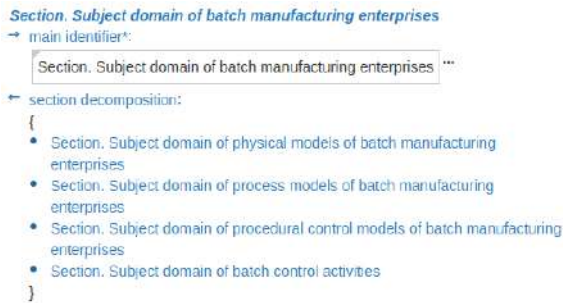 Section. Subject domain of batch manufacturing enterprises
→ main identifier*:
Section. Subject domain of batch manufacturing enterprises ...
← section decomposition:
{
• Section. Subject domain of physical models of batch manufacturing
enterprises
• Section. Subject domain of process models of batch manufacturing
enterprises
• Section. Subject domain of procedural control models of batch manufacturing
enterprises
• Section. Subject domain of batch control activities
}